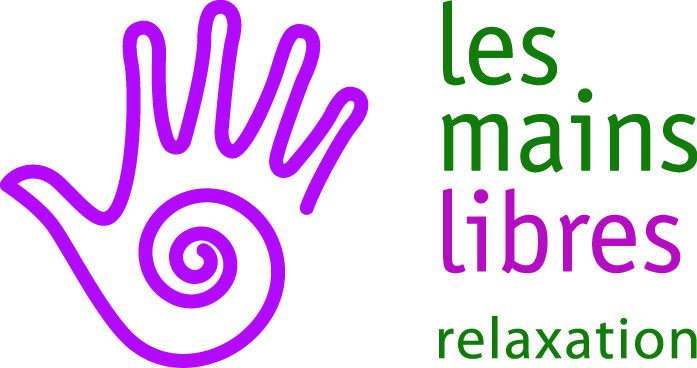 les
mains
libres
relaxation